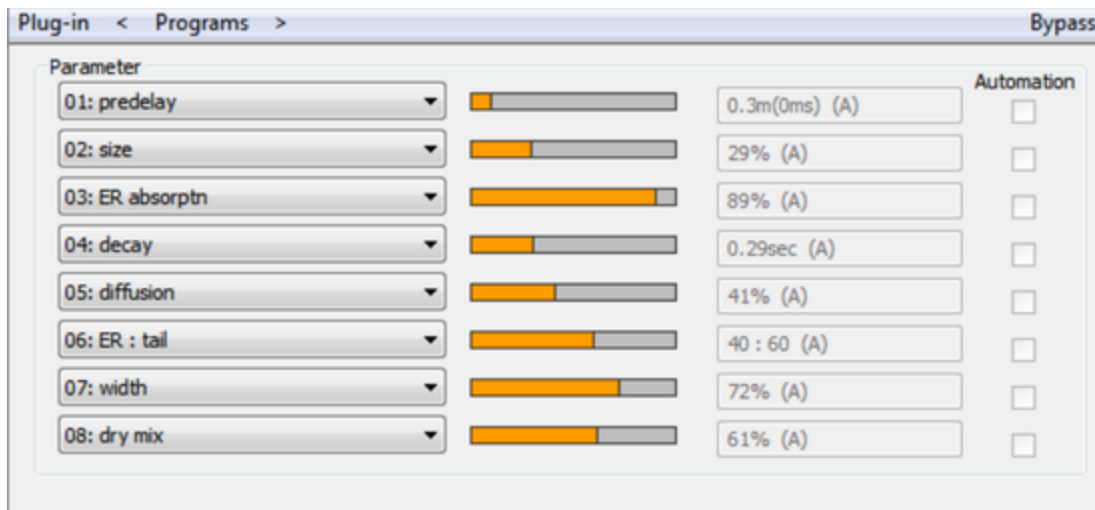 Plug-in < Programs > Bypass
Parameter
Automation
01: predelay 0.3m(0ms) (A)
02: size 29% (A)
03: ER absorptn 89% (A)
04: decay 0.29sec (A)
05: diffusion 41% (A)
06: ER : tail 40 : 60 (A)
07: width 72% (A)
08: dry mix 61% (A)